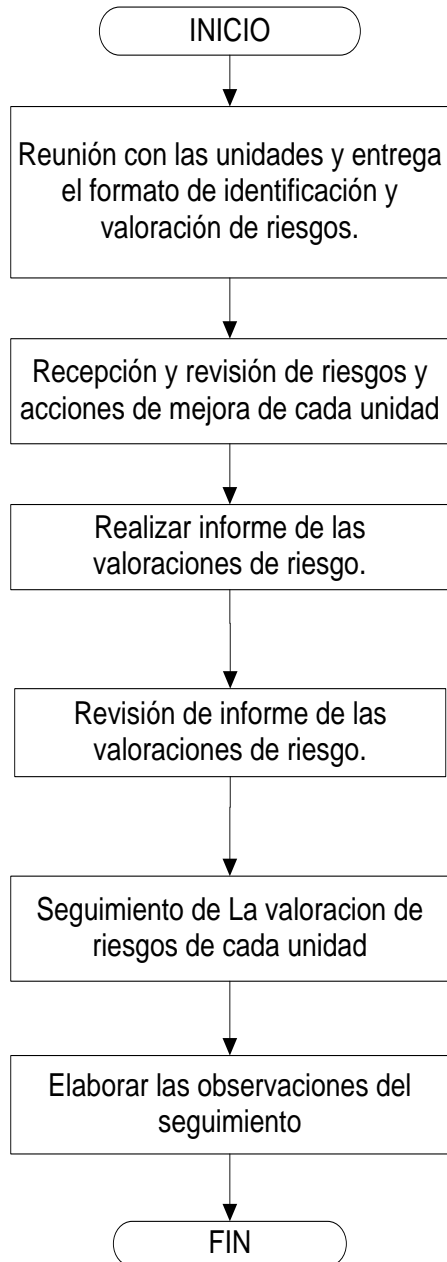 INICIO
Reunión con las unidades y entrega
el formato de identificación y
valoración de riesgos.
Recepción y revisión de riesgos y
acciones de mejora de cada unidad
Realizar informe de las
valoraciones de riesgo.
Revisión de informe de las
valoraciones de riesgo.
Seguimiento de La valoracion de
riesgos de cada unidad
Elaborar las observaciones del
seguimiento
FIN